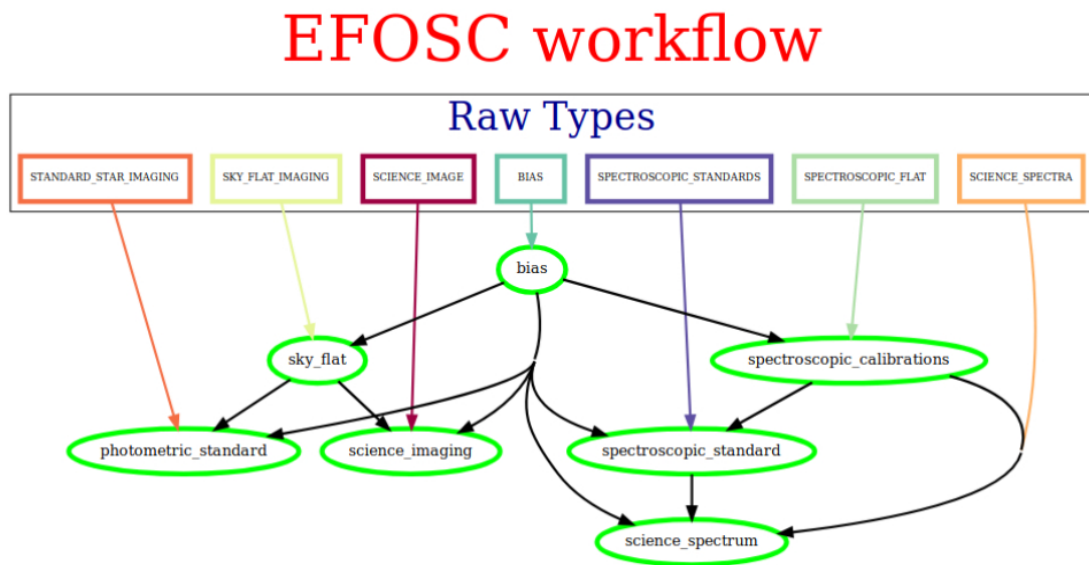 EFOSC workflow
Raw Types
STANDARD_STAR_IMAGING
SKY_FLAT_IMAGING
SCIENCE_IMAGE
BIAS
SPECTROSCOPIC_STANDARDS
SPECTROSCOPIC_FLAT
SCIENCE_SPECTRA
bias
sky_flat
spectroscopic_calibrations
photometric_standard
science_imaging
spectroscopic_standard
science_spectrum